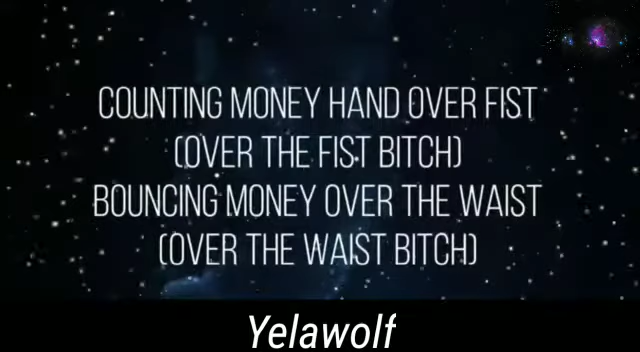 COUNTING MONEY HAND OVER FIST
(OVER THE FIST BITCH)
BOUNCING MONEY OVER THE WAIST
(OVER THE WAIST BITCH)
Yelawolf